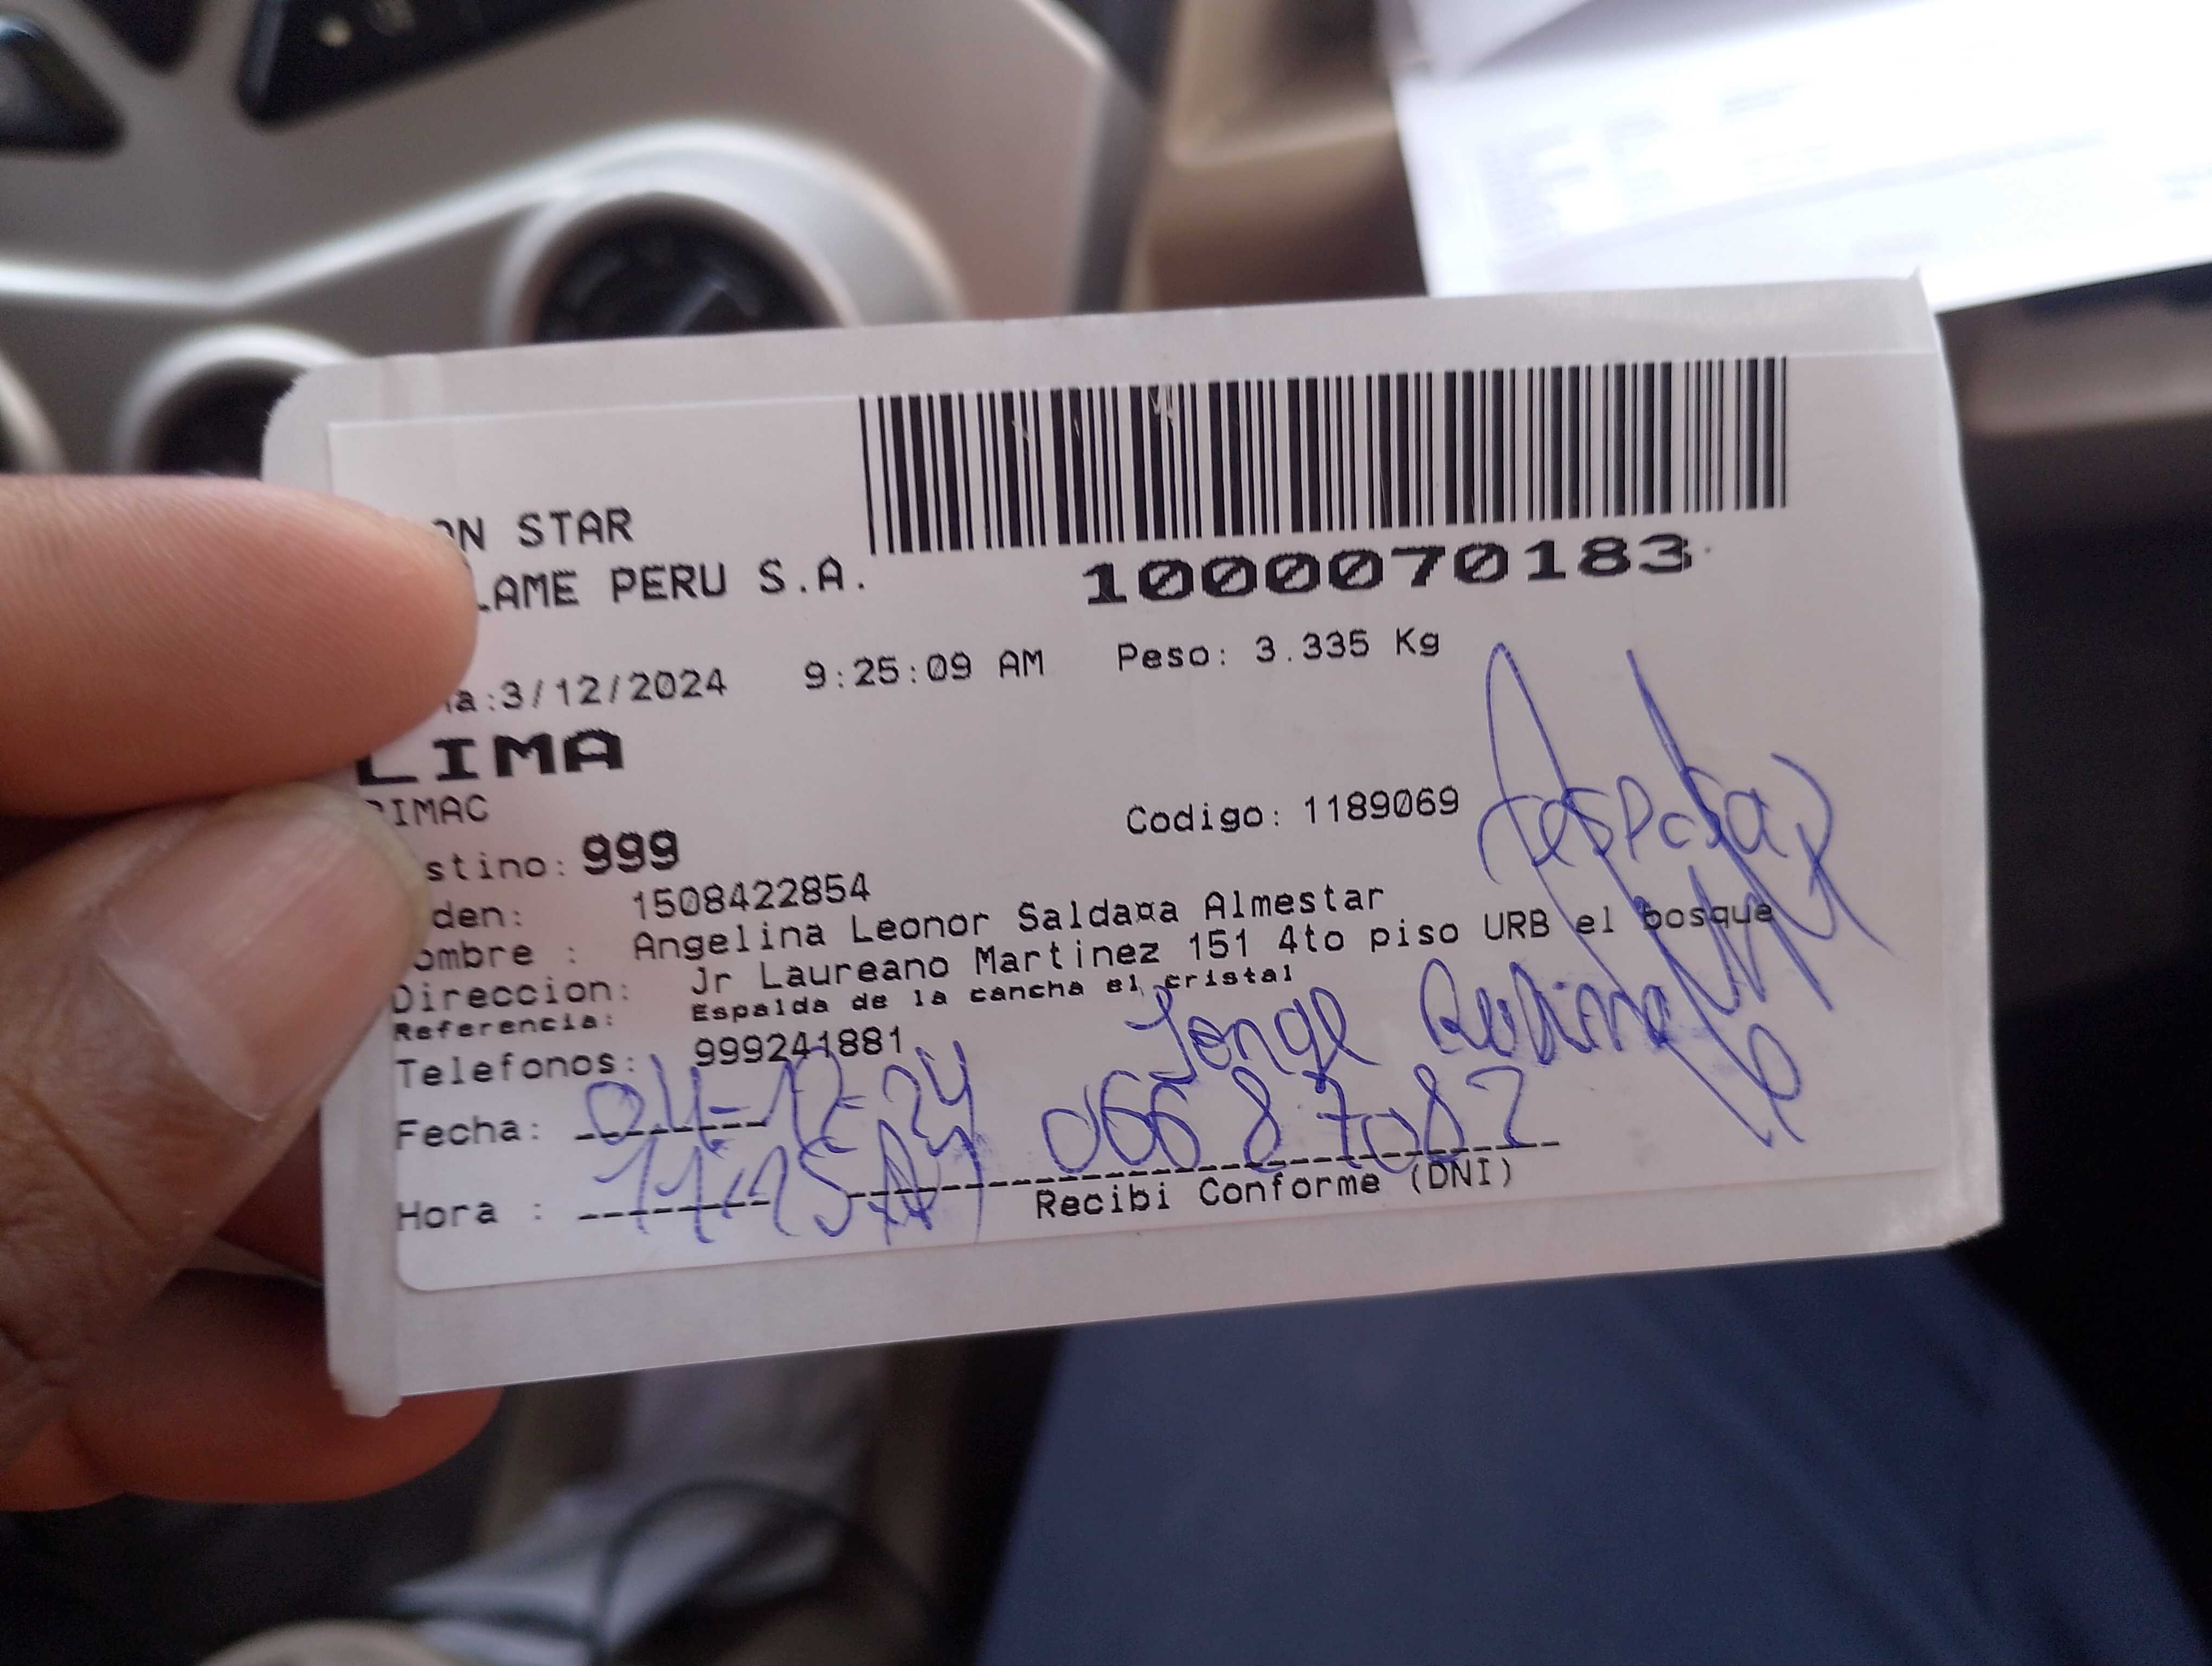 ON STAR
LAME PERU S.A.
1000070183
a:3/12/2024 9:25:09 AM Peso: 3.335 Kg
LIMA
RIMAC
Codigo: 1189069
stino: 999
den: 1508422854
ombre : Angelina Leonor Salda¤a Almestar
Direccion: Jr Laureano Martinez 151 4to piso URB el bosque
Referencia: Espalda de la cancha el cristal
Telefonos: 999241881
Jorge
Fecha: 04-12-24 06687082
Hora : 11:15 AM
Recibi Conforme (DNI)